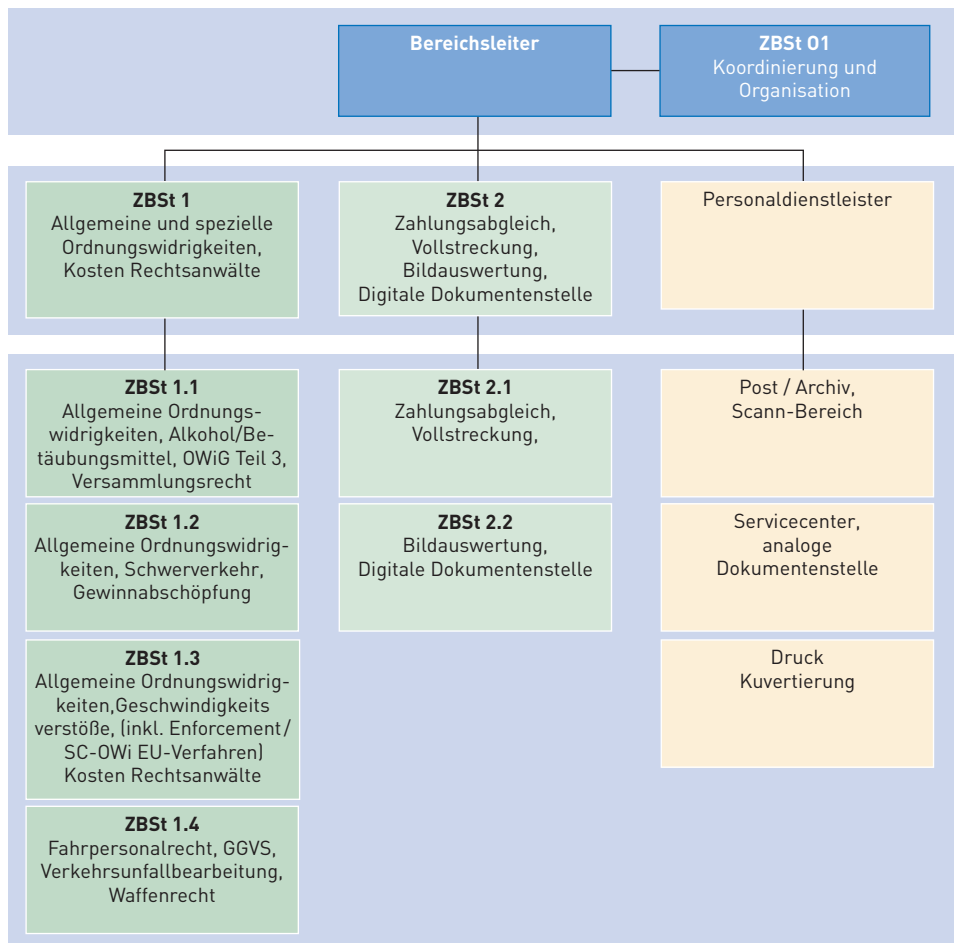 Bereichsleiter
ZBSt 01
Koordinierung und
Organisation
ZBSt 1
Allgemeine und spezielle
Ordnungswidrigkeiten,
Kosten Rechtsanwälte
ZBSt 2
Zahlungsabgleich,
Vollstreckung,
Bildauswertung,
Digitale Dokumentenstelle
Personaldienstleister
ZBSt 1.1
Allgemeine Ordnungs-
widrigkeiten, Alkohol/Be-
täubungsmittel, OWiG Teil 3,
Versammlungsrecht
ZBSt 1.2
Allgemeine Ordnungswidrig-
keiten, Schwerverkehr,
Gewinnabschöpfung
ZBSt 1.3
Allgemeine Ordnungswidrig-
keiten,Geschwindigkeits
verstöße, (inkl. Enforcement/
SC-OWi EU-Verfahren)
Kosten Rechtsanwälte
ZBSt 1.4
Fahrpersonalrecht, GGVS,
Verkehrsunfallbearbeitung,
Waffenrecht
ZBSt 2.1
Zahlungsabgleich,
Vollstreckung,
ZBSt 2.2
Bildauswertung,
Digitale Dokumentenstelle
Post / Archiv,
Scann-Bereich
Servicecenter,
analoge
Dokumentenstelle
Druck
Kuvertierung